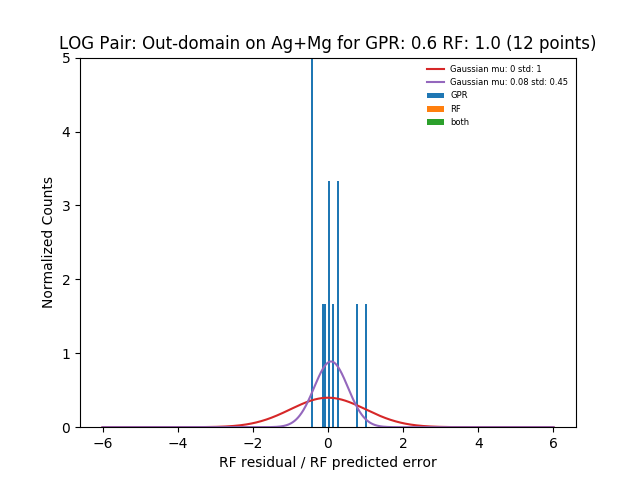 LOG Pair: Out-domain on Ag+Mg for GPR: 0.6 RF: 1.0 (12 points)
Gaussian mu: 0 std: 1
Gaussian mu: 0.08 std: 0.45
GPR
RF
both
Normalized Counts
5
4
3
2
1
0
−6
−4
−2
0
2
4
6
RF residual / RF predicted error